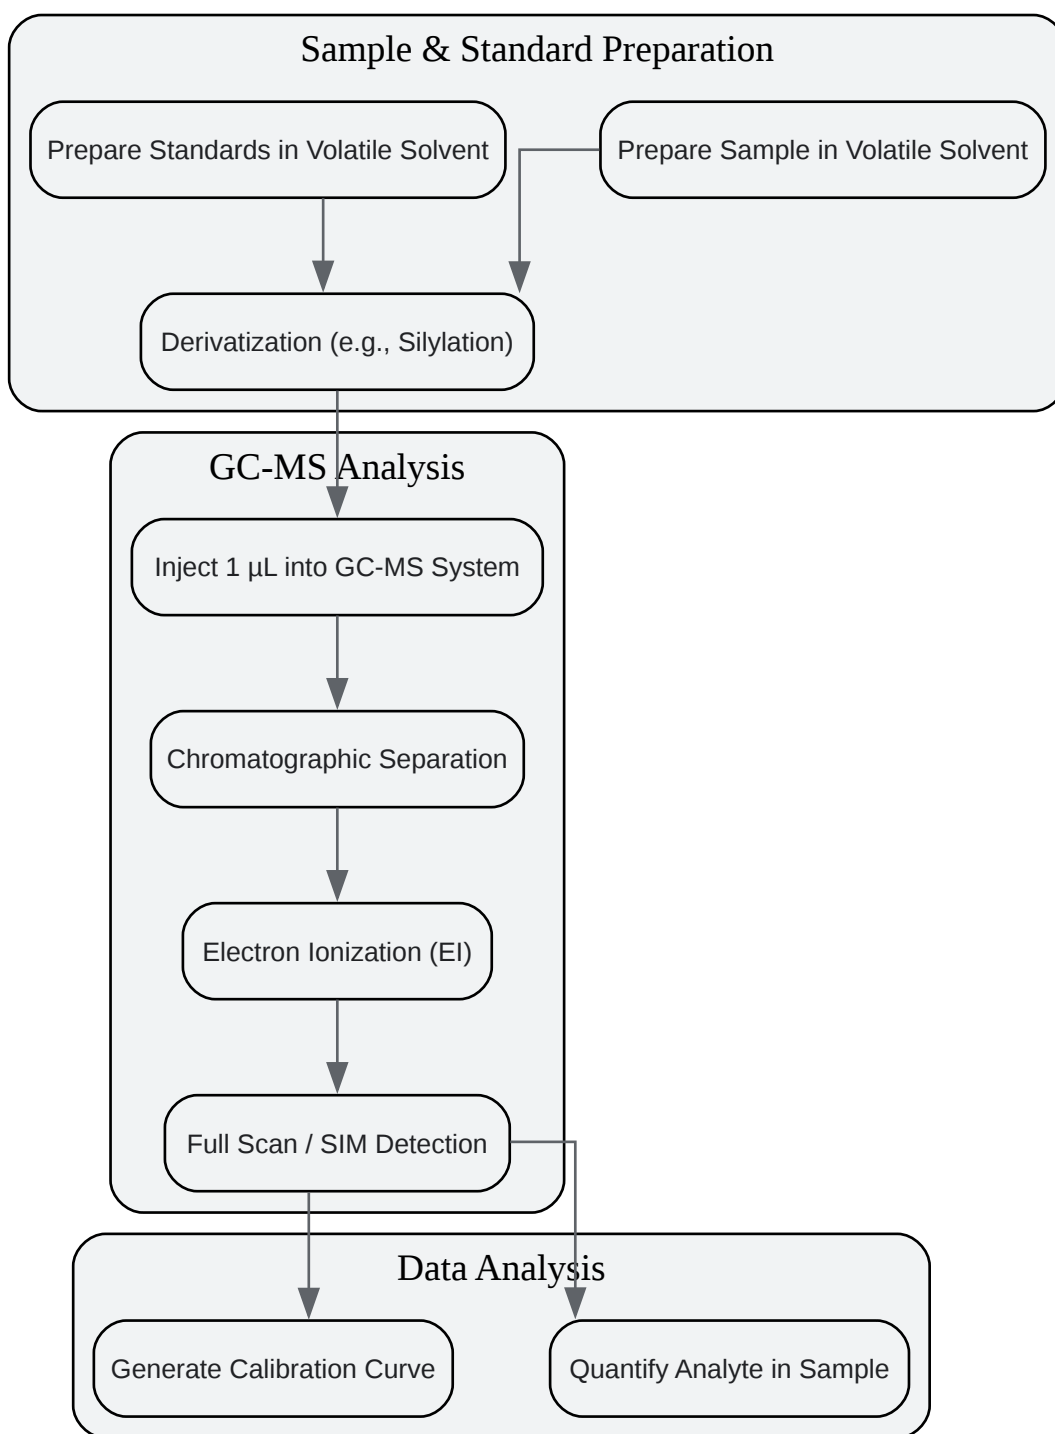 Sample & Standard Preparation
Prepare Standards in Volatile Solvent
Prepare Sample in Volatile Solvent
Derivatization (e.g., Silylation)
GC-MS Analysis
Inject 1 µL into GC-MS System
Chromatographic Separation
Electron Ionization (EI)
Full Scan / SIM Detection
Data Analysis
Generate Calibration Curve
Quantify Analyte in Sample